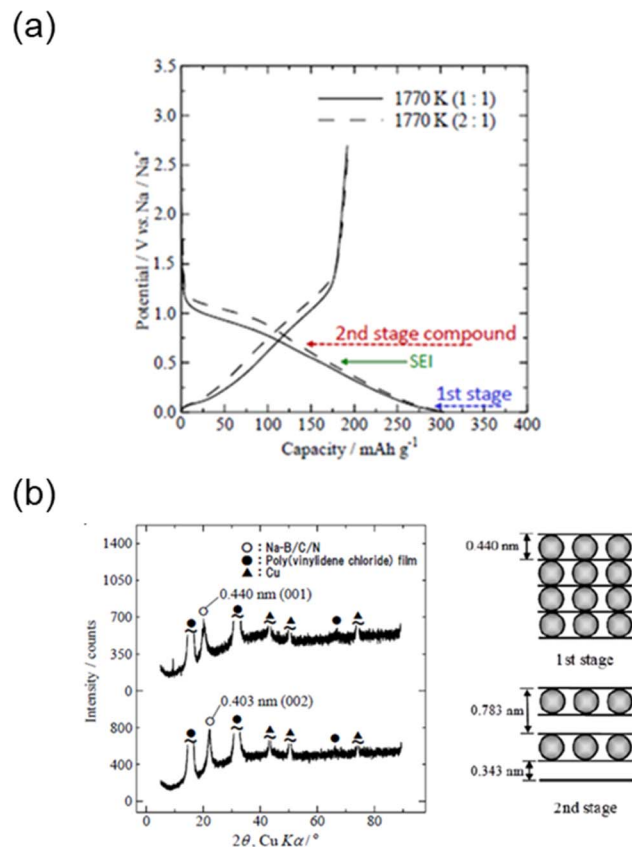 (a)
3.5
3.0
2.5
2.0
1.5
1.0
0.5
0.0
Potential / V vs. Na / Na⁺
1770 K (1 : 1)
1770 K (2 : 1)
2nd stage compound
SEI
1st stage
0 50 100 150 200 250 300 350 400
Capacity / mAh g⁻¹
(b)
1400
1050
700
350
0
800
400
0
Intensity / counts
○ : Na-B/C/N
● : Poly(vinylidene chloride) film
▲ : Cu
0.440 nm (001)
0.403 nm (002)
0 20 40 60 80
2θ, Cu Kα / °
0.440 nm
1st stage
0.783 nm
0.343 nm
2nd stage